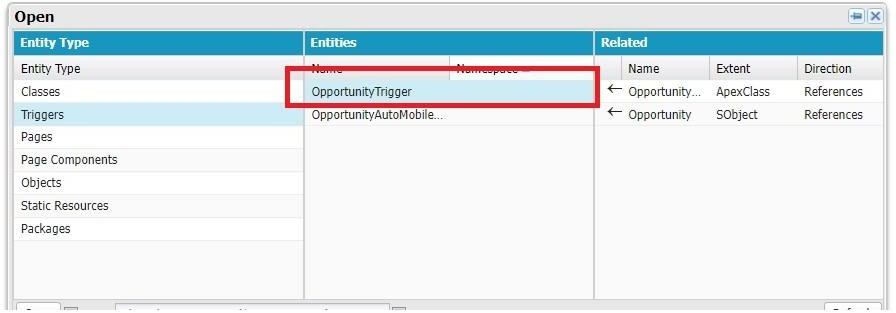 Open
Entity Type Entities Related
Entity Type Name Namespace Name Extent Direction
Classes OpportunityTrigger ← Opportunity... ApexClass References
Triggers OpportunityAutoMobile... ← Opportunity SObject References
Pages
Page Components
Objects
Static Resources
Packages